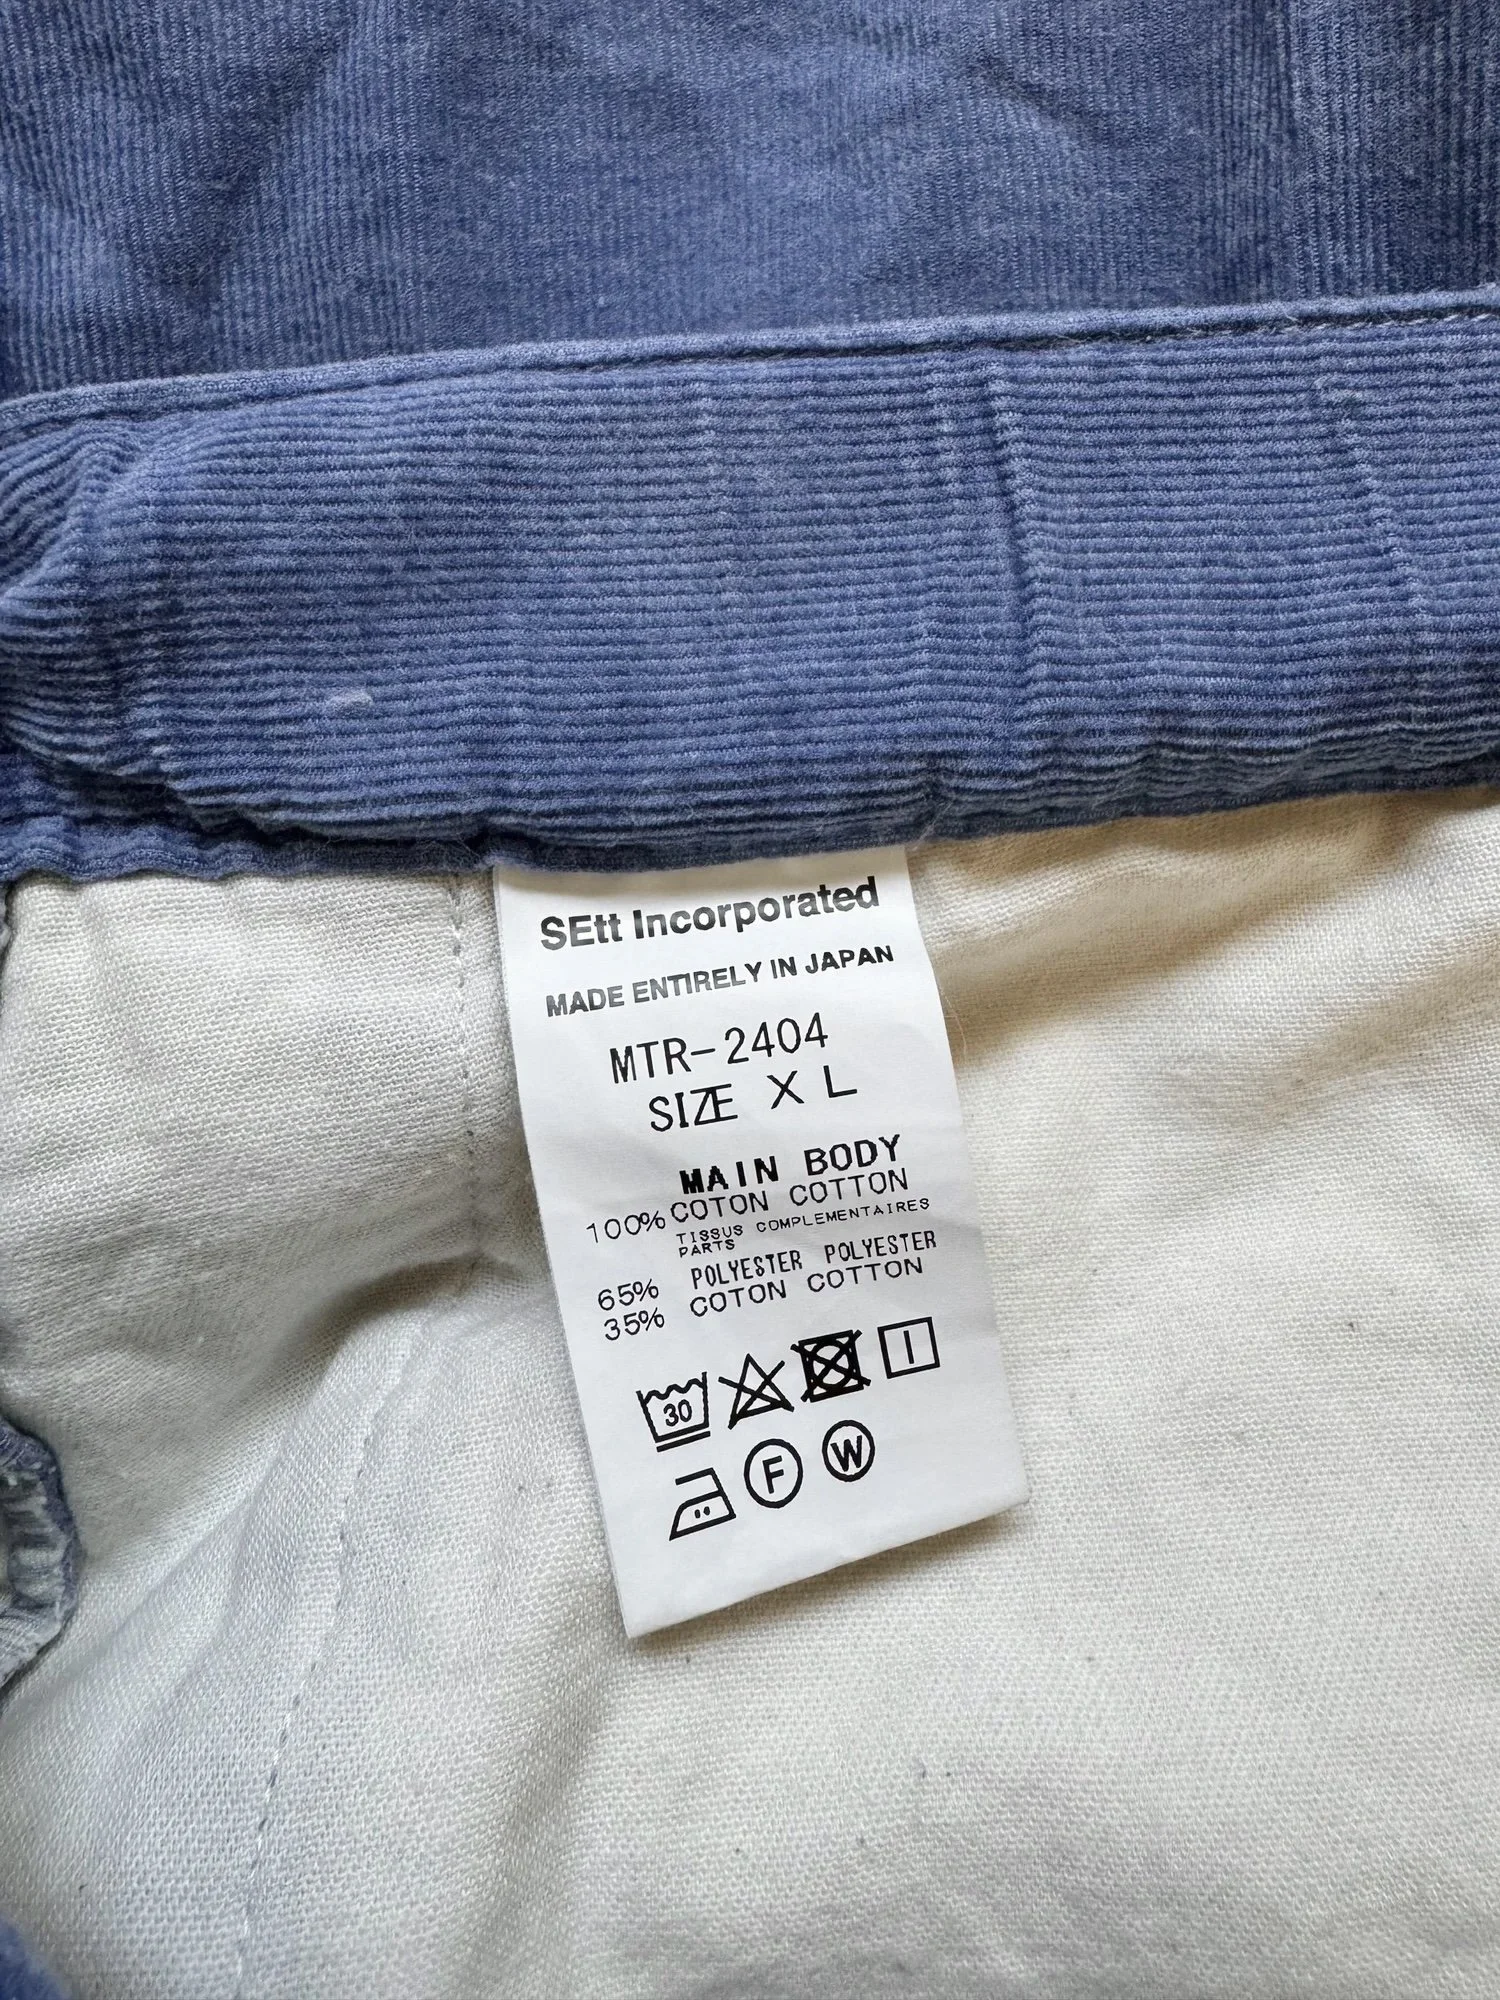 SEtt Incorporated
MADE ENTIRELY IN JAPAN
MTR-2404
SIZE XL
MAIN BODY
100% COTON COTTON
TISSUS COMPLEMENTAIRES
PARTS
65% POLYESTER POLYESTER
35% COTON COTTON
30
F W